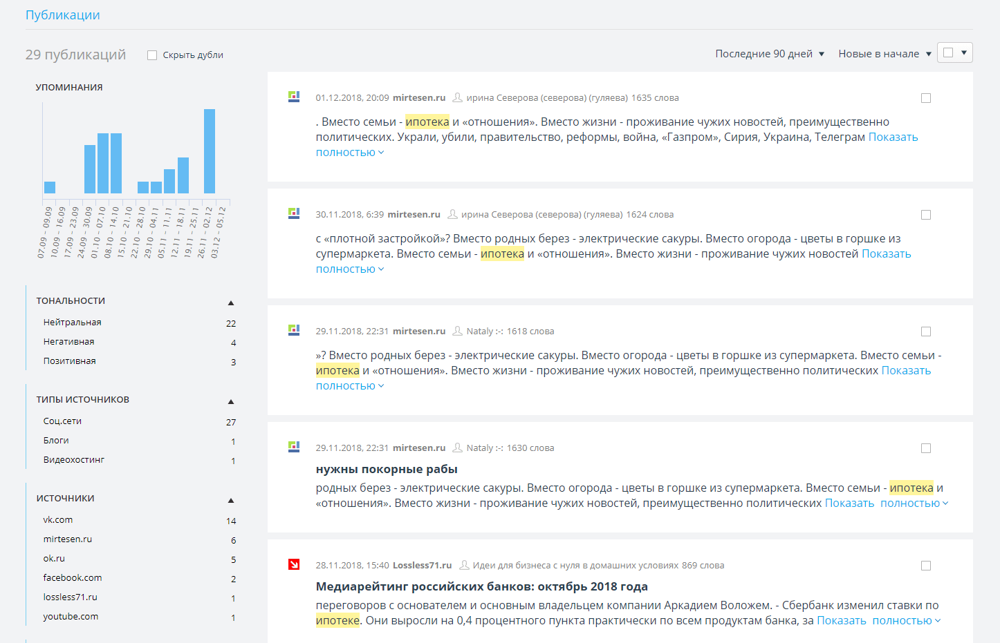 Публикации
29 публикаций
Скрыть дубли
Последние 90 дней
Новые в начале
УПОМИНАНИЯ
07.09 – 09.09
10.09 – 16.09
17.09 – 23.09
24.09 – 30.09
01.10 – 07.10
08.10 – 14.10
15.10 – 21.10
22.10 – 28.10
29.10 – 04.11
05.11 – 11.11
12.11 – 18.11
19.11 – 25.11
26.11 – 02.12
03.12 – 05.12
ТОНАЛЬНОСТИ
Нейтральная 22
Негативная 4
Позитивная 3
ТИПЫ ИСТОЧНИКОВ
Соц.сети 27
Блоги 1
Видеохостинг 1
ИСТОЧНИКИ
vk.com 14
mirtesen.ru 6
ok.ru 5
facebook.com 2
lossless71.ru 1
youtube.com 1
01.12.2018, 20:09 mirtesen.ru ирина Северова (северова) (гуляева) 1635 слова
. Вместо семьи - ипотека и «отношения». Вместо жизни - проживание чужих новостей, преимущественно
политических. Украли, убили, правительство, реформы, война, «Газпром», Сирия, Украина, Телеграм Показать
полностью
30.11.2018, 6:39 mirtesen.ru ирина Северова (северова) (гуляева) 1624 слова
с «плотной застройкой»? Вместо родных берез - электрические сакуры. Вместо огорода - цветы в горшке из
супермаркета. Вместо семьи - ипотека и «отношения». Вместо жизни - проживание чужих новостей Показать
полностью
29.11.2018, 22:31 mirtesen.ru Nataly :-: 1618 слова
»? Вместо родных берез - электрические сакуры. Вместо огорода - цветы в горшке из супермаркета. Вместо семьи -
ипотека и «отношения». Вместо жизни - проживание чужих новостей, преимущественно политических Показать
полностью
29.11.2018, 22:31 mirtesen.ru Nataly :-: 1630 слова
нужны покорные рабы
родных берез - электрические сакуры. Вместо огорода - цветы в горшке из супермаркета. Вместо семьи - ипотека и
«отношения». Вместо жизни - проживание чужих новостей, преимущественно политических Показать полностью
28.11.2018, 15:40 Lossless71.ru Идеи для бизнеса с нуля в домашних условиях 869 слова
Медиарейтинг российских банков: октябрь 2018 года
переговоров с основателем и основным владельцем компании Аркадием Воложем. - Сбербанк изменил ставки по
ипотеке. Они выросли на 0,4 процентного пункта практически по всем продуктам банка, за Показать полностью